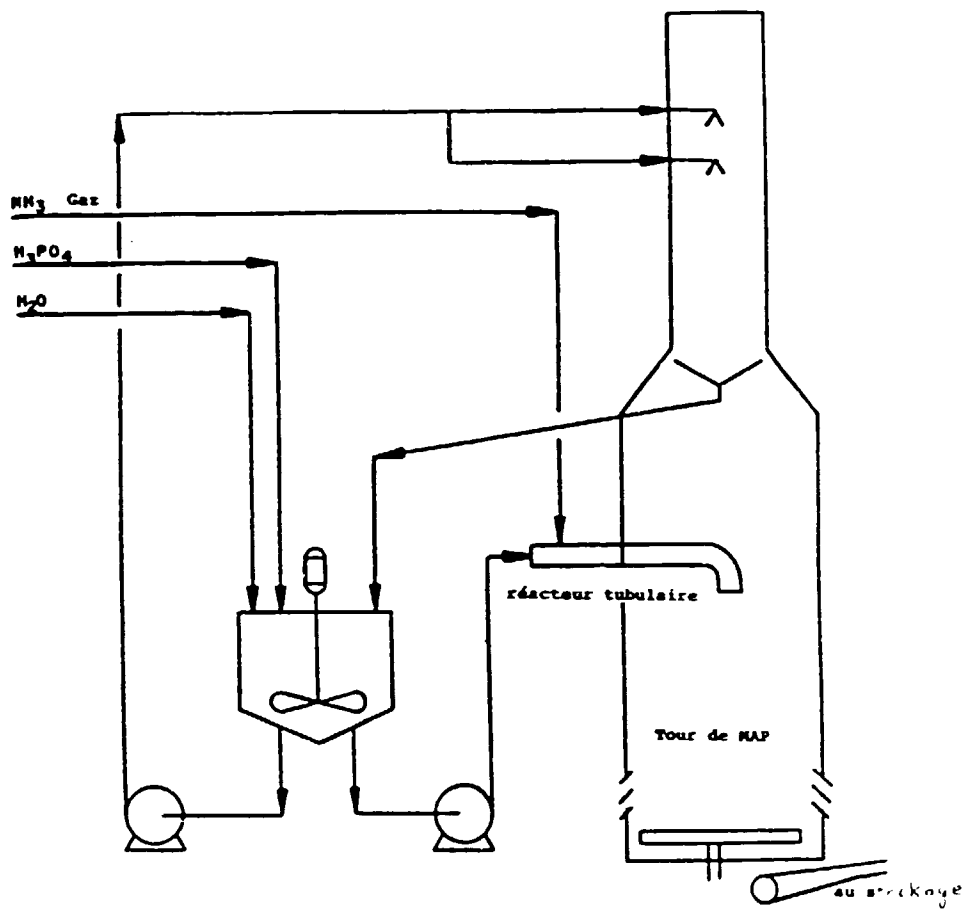 NH₃ Gaz
H₃PO₄
H₂O
réacteur tubulaire
Tour de MAP
au stockage